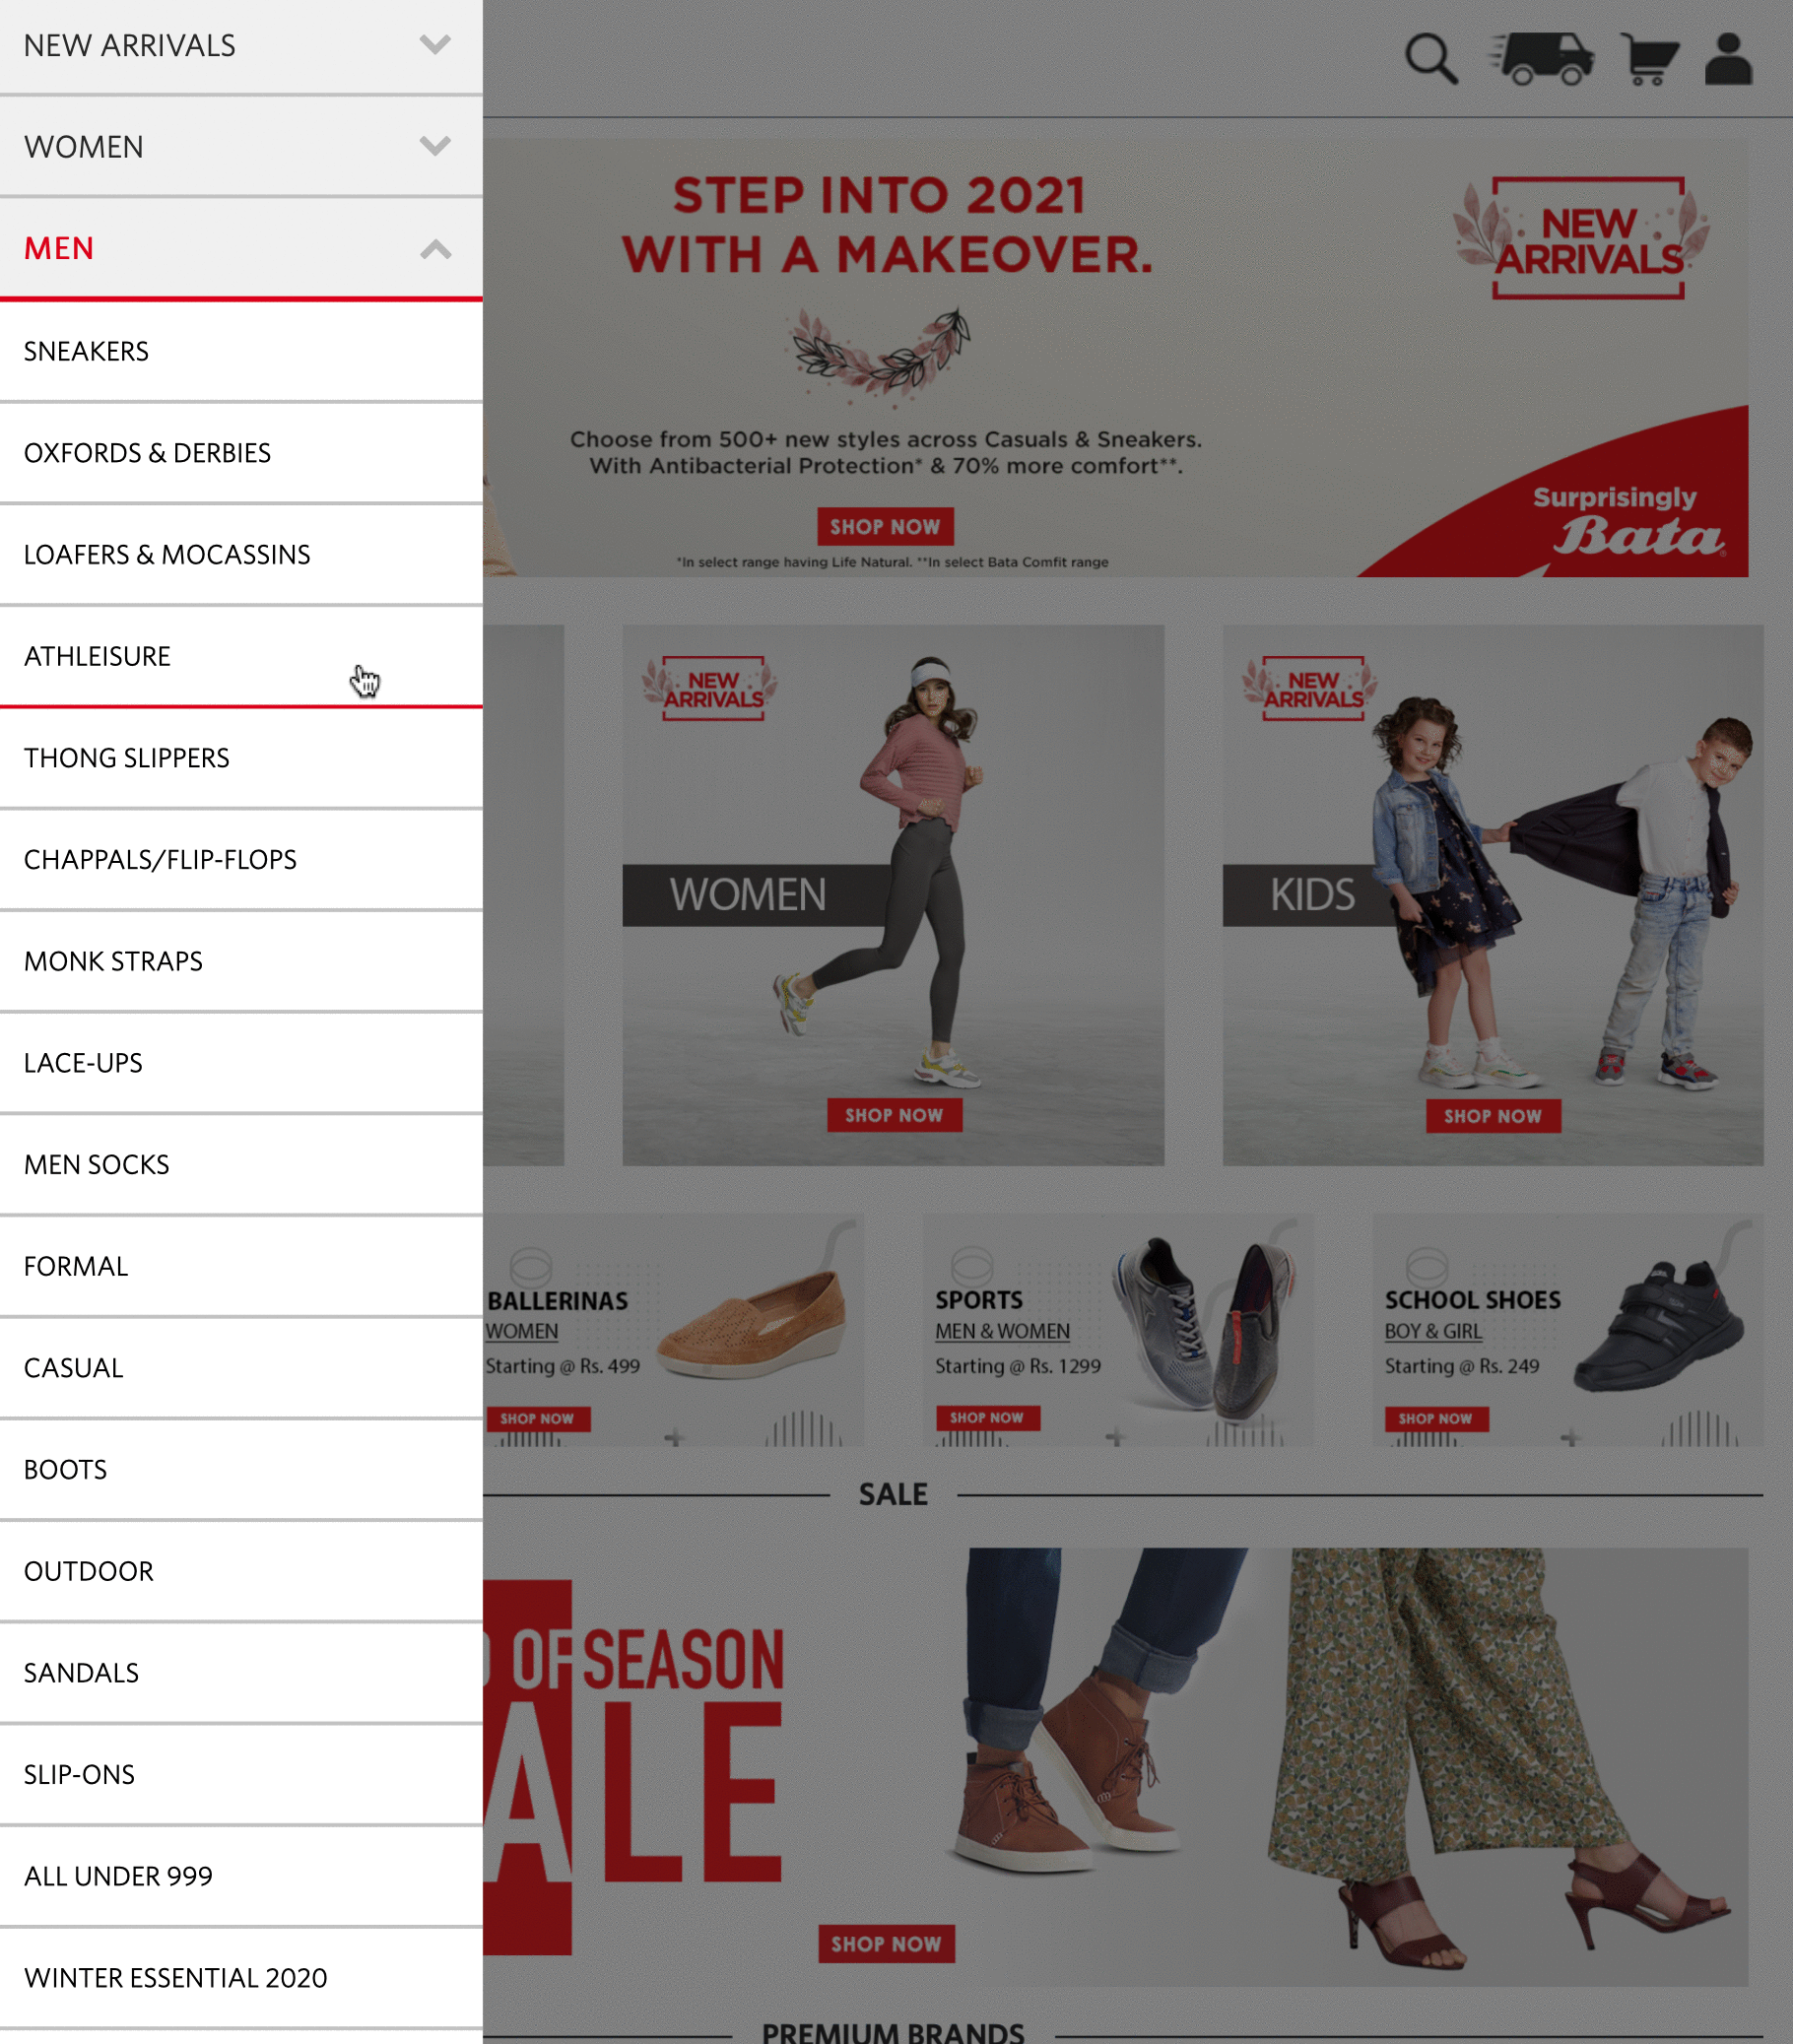 NEW ARRIVALS
WOMEN
MEN
SNEAKERS
OXFORDS & DERBIES
LOAFERS & MOCASSINS
ATHLEISURE
THONG SLIPPERS
CHAPPALS/FLIP-FLOPS
MONK STRAPS
LACE-UPS
MEN SOCKS
FORMAL
CASUAL
BOOTS
OUTDOOR
SANDALS
SLIP-ONS
ALL UNDER 999
WINTER ESSENTIAL 2020
STEP INTO 2021
WITH A MAKEOVER.
Choose from 500+ new styles across Casuals & Sneakers.
With Antibacterial Protection* & 70% more comfort**.
SHOP NOW
*In select range having Life Natural. **In select Bata Comfit range
NEW
ARRIVALS
Surprisingly
Bata®
NEW
ARRIVALS
WOMEN
SHOP NOW
NEW
ARRIVALS
KIDS
SHOP NOW
BALLERINAS
WOMEN
Starting @ Rs. 499
SHOP NOW
SPORTS
MEN & WOMEN
Starting @ Rs. 1299
SHOP NOW
SCHOOL SHOES
BOY & GIRL
Starting @ Rs. 249
SHOP NOW
SALE
OF SEASON
ALE
SHOP NOW
PREMIUM BRANDS